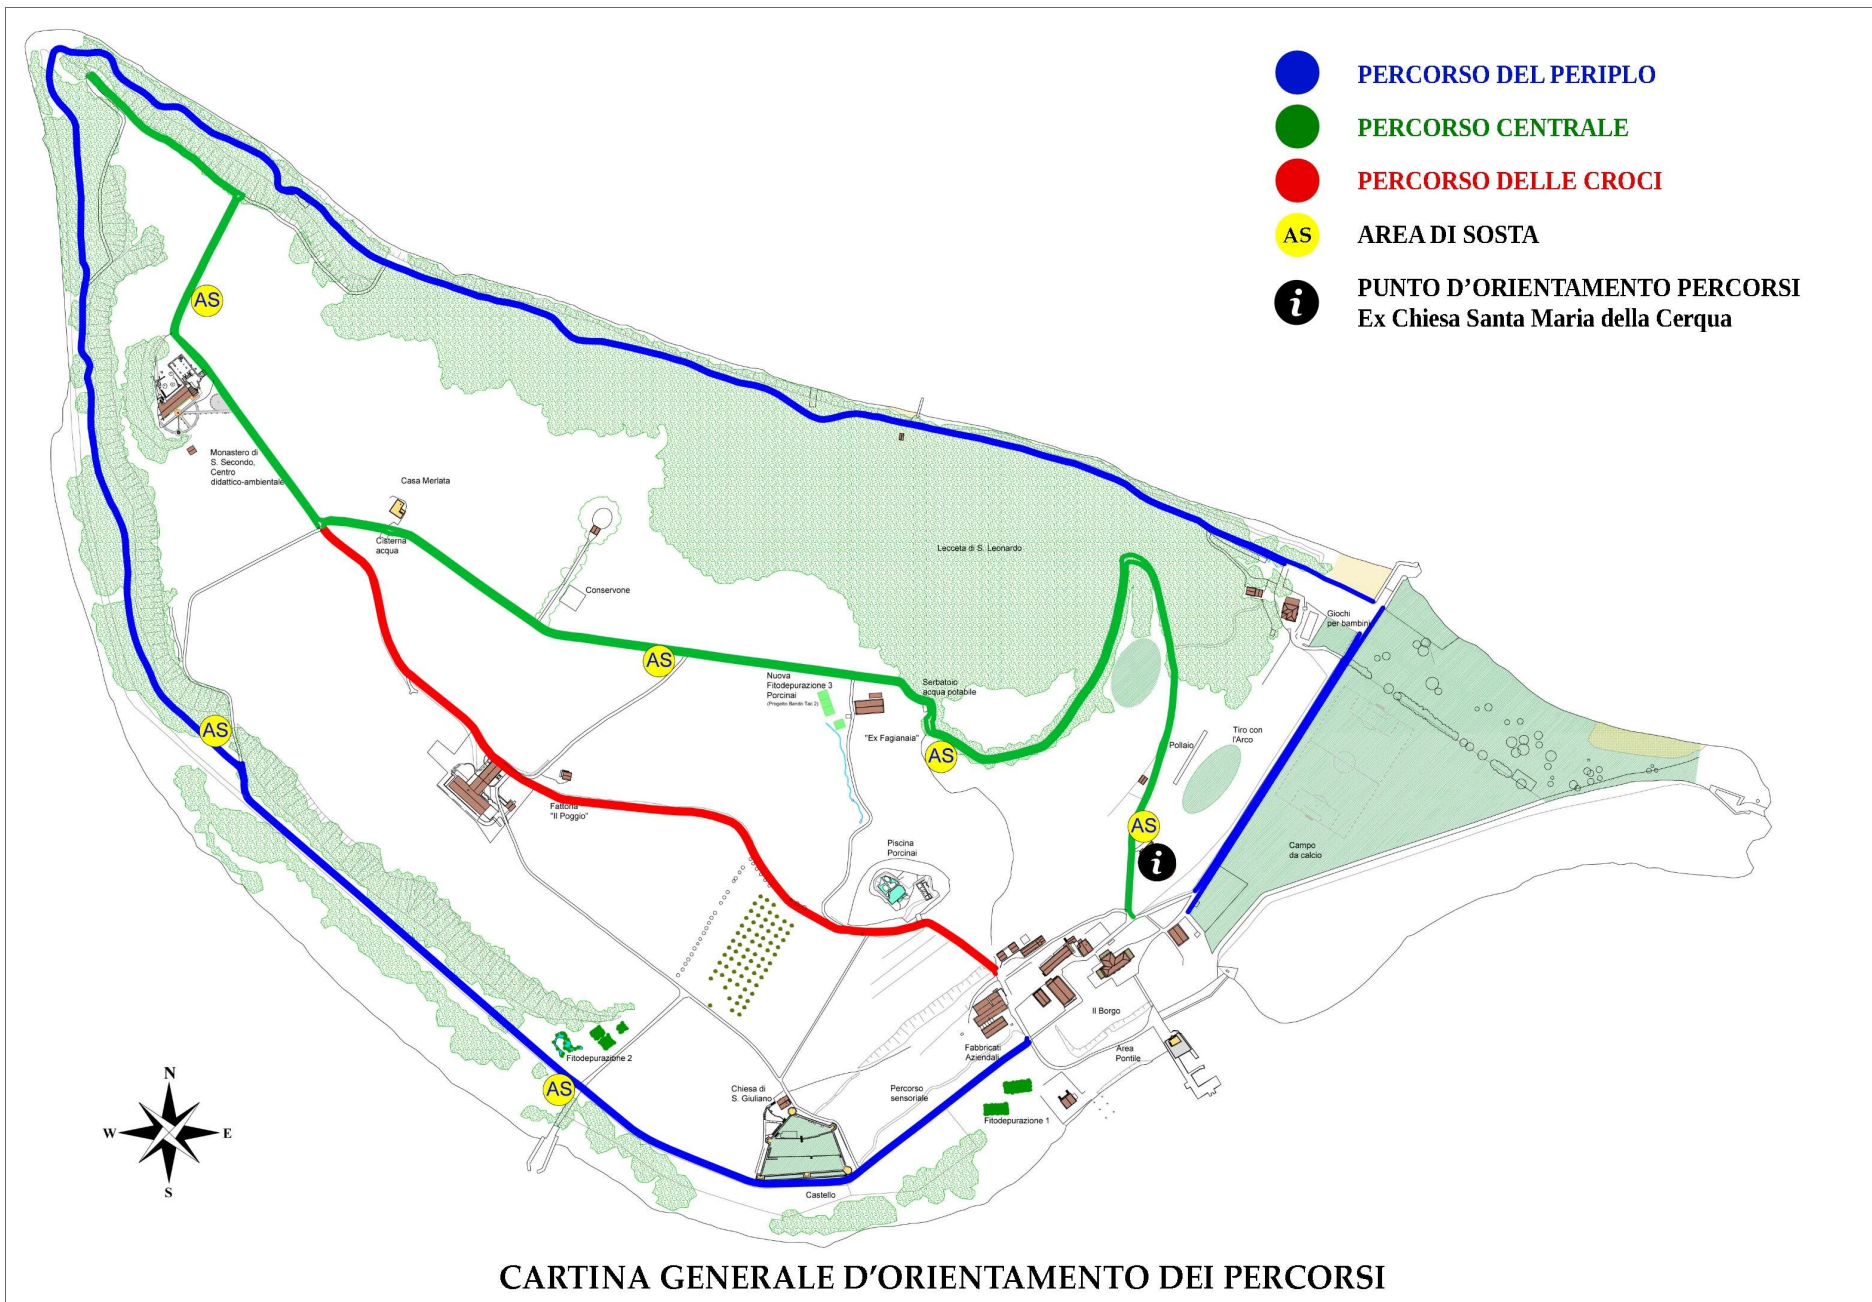 PERCORSO DEL PERIPLO
PERCORSO CENTRALE
PERCORSO DELLE CROCI
AS
AREA DI SOSTA
i
PUNTO D'ORIENTAMENTO PERCORSI
Ex Chiesa Santa Maria della Cerqua
AS
Monastero di
S. Secondo,
Centro
didattico-ambientale
Casa Merlata
Cisterna
acqua
Conservone
Lecceta di S. Leonardo
Giochi
per bambini
AS
Nuova
Fitodepurazione 3
Porcinai
(Progetto Bando Tac 2)
Serbatoio
acqua potabile
"Ex Fagianaia"
AS
Pollaio
Tiro con
l'Arco
AS
Fattoria
"Il Poggio"
AS
i
Campo
da calcio
Piscina
Porcinai
Il Borgo
Fabbricati
Aziendali
Area
Pontile
Fitodepurazione 2
AS
Chiesa di
S. Giuliano
Percorso
sensoriale
Fitodepurazione 1
Castello
N
W
E
S
CARTINA GENERALE D'ORIENTAMENTO DEI PERCORSI